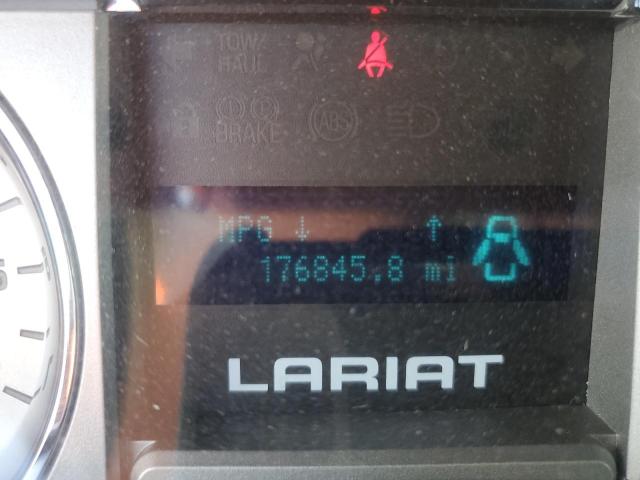 TOW/
HAUL
BRAKE
ABS
MPG ↓ ↑
176845.8 mi
LARIAT